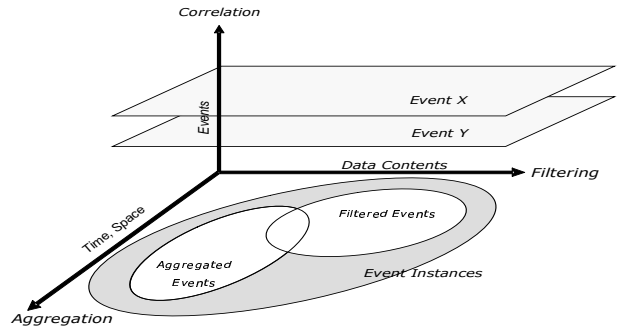 Correlation
Events
Event X
Event Y
Data Contents
Filtering
Time, Space
Filtered Events
Aggregated
Events
Event Instances
Aggregation